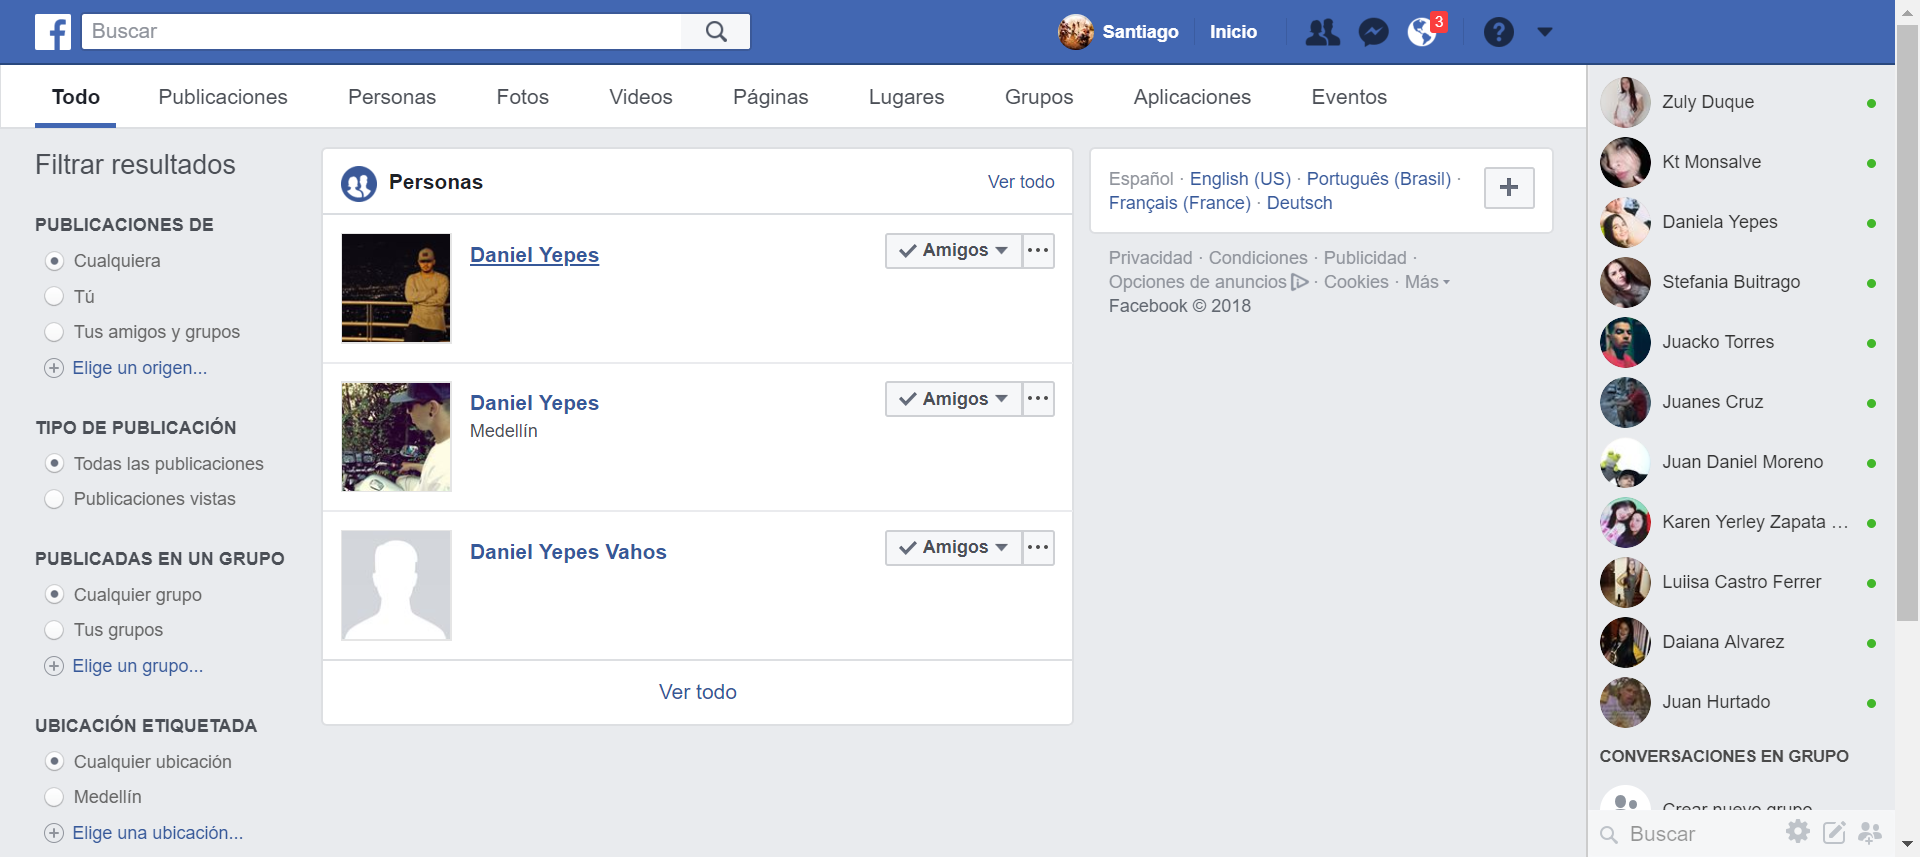 Buscar
Santiago
Inicio
3
Todo
Publicaciones
Personas
Fotos
Videos
Páginas
Lugares
Grupos
Aplicaciones
Eventos
Filtrar resultados
PUBLICACIONES DE
Cualquiera
Tú
Tus amigos y grupos
Elige un origen...
TIPO DE PUBLICACIÓN
Todas las publicaciones
Publicaciones vistas
PUBLICADAS EN UN GRUPO
Cualquier grupo
Tus grupos
Elige un grupo...
UBICACIÓN ETIQUETADA
Cualquier ubicación
Medellín
Elige una ubicación...
Personas
Ver todo
Daniel Yepes
Amigos
Daniel Yepes
Medellín
Amigos
Daniel Yepes Vahos
Amigos
Ver todo
Español · English (US) · Português (Brasil) ·
Français (France) · Deutsch
Privacidad · Condiciones · Publicidad ·
Opciones de anuncios · Cookies · Más
Facebook © 2018
Zuly Duque
Kt Monsalve
Daniela Yepes
Stefania Buitrago
Juacko Torres
Juanes Cruz
Juan Daniel Moreno
Karen Yerley Zapata ...
Luiisa Castro Ferrer
Daiana Alvarez
Juan Hurtado
CONVERSACIONES EN GRUPO
Crear nuevo grupo
Buscar